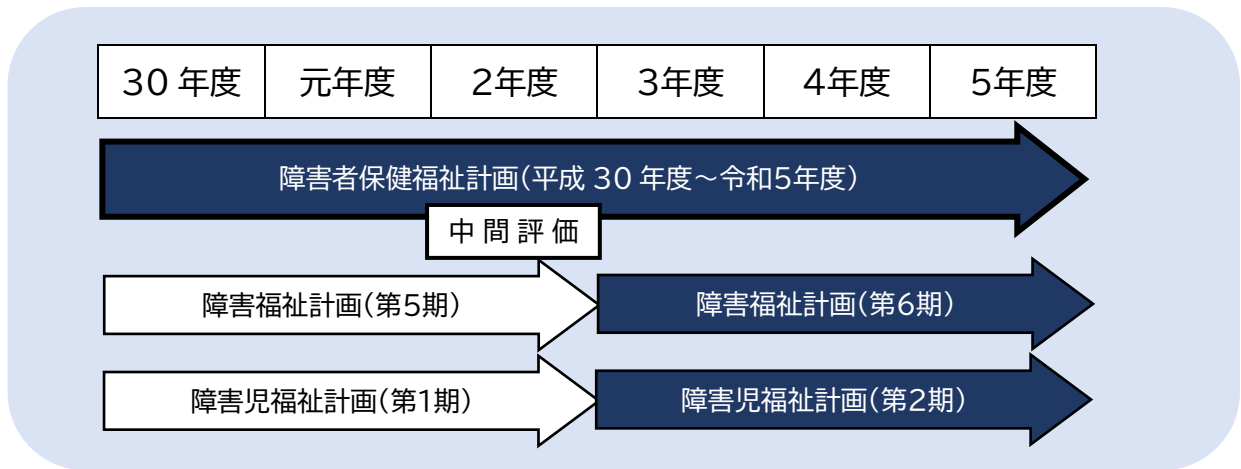 30 年度 元年度 2年度 3年度 4年度 5年度
障害者保健福祉計画(平成 30 年度~令和5年度)
中 間 評 価
障害福祉計画(第5期) 障害福祉計画(第6期)
障害児福祉計画(第1期) 障害児福祉計画(第2期)